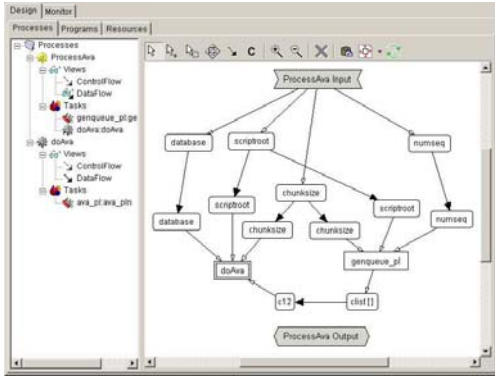 Design Monitor
Processes Programs Resources
Processes
ProcessAva
Views
ControlFlow
DataFlow
Tasks
genqueue_pl:ge
doAva:doAva
doAva
Views
ControlFlow
DataFlow
Tasks
ava_pl:ava_pln
C
ProcessAva Input
database
scriptroot
numseq
chunksize
scriptroot
scriptroot
database
chunksize
chunksize
numseq
doAva
genqueue_pl
c12
clist[]
ProcessAva Output